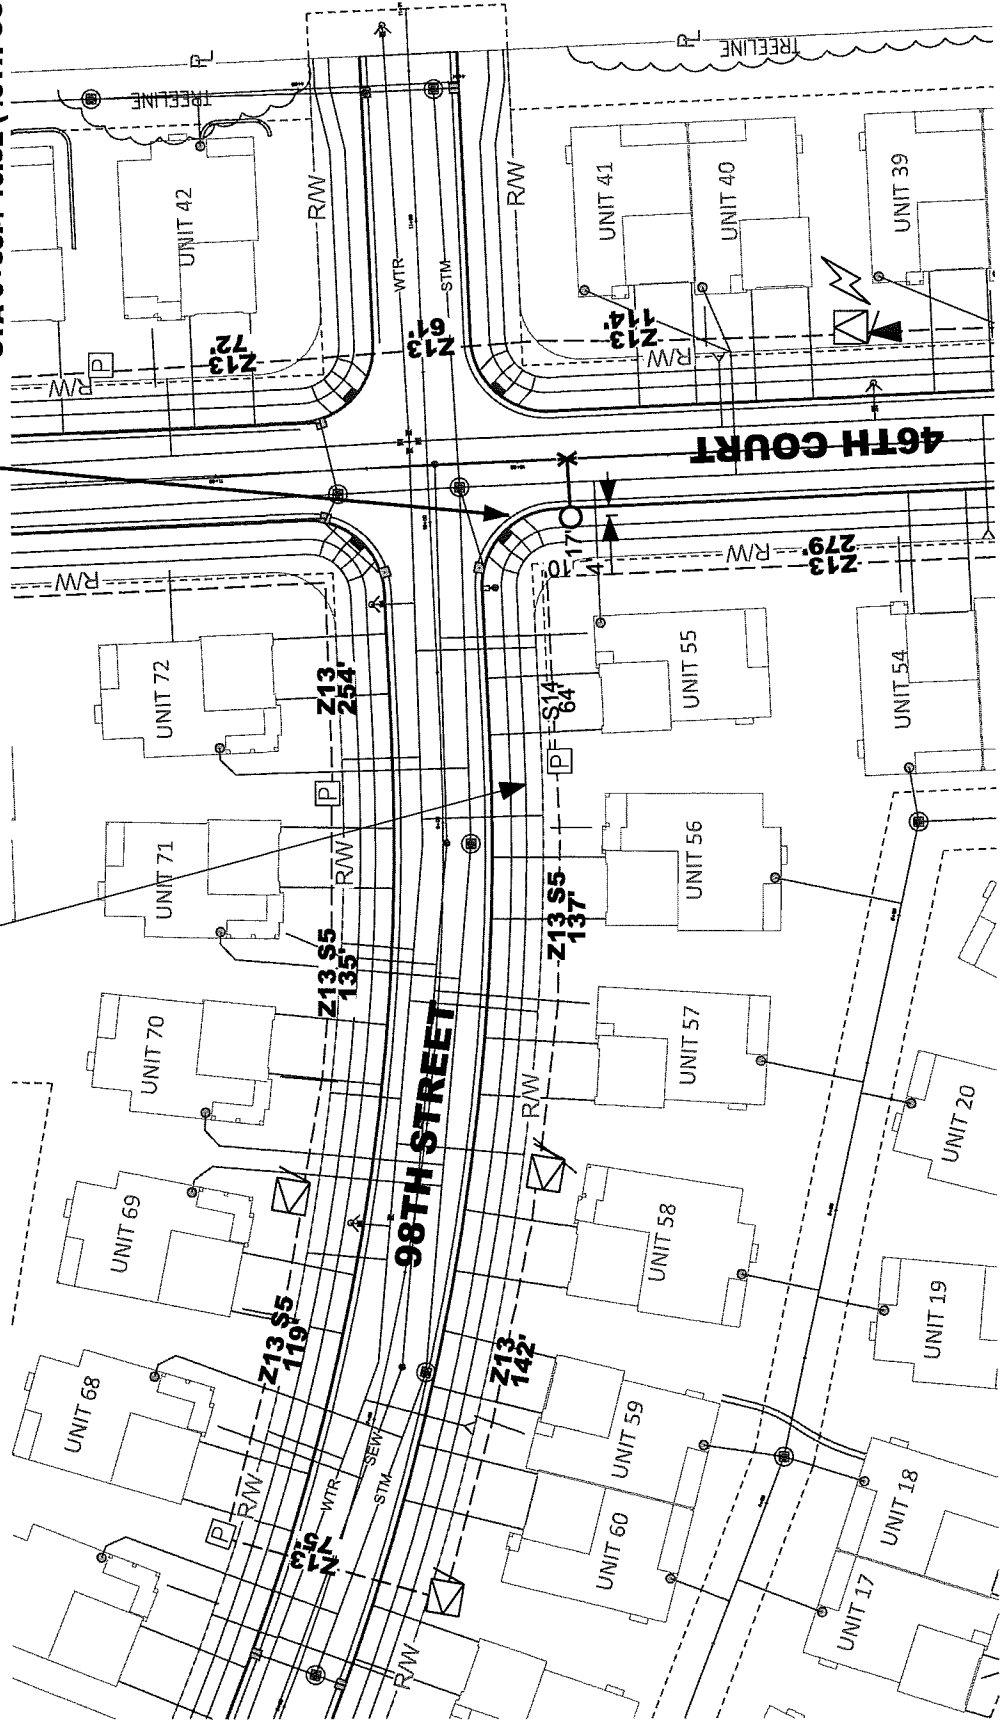 R/L
TREELINE
R/L
TREELINE
UNIT 42
R/W
R/W
UNIT 41
UNIT 40
UNIT 39
WTR
STM
P
R/W
Z13
72'
Z13
61'
Z13
114'
R/W
46TH COURT
R/W
10
17'
4'
R/W
Z13
279'
UNIT 72
Z13
254'
S14
64'
UNIT 55
UNIT 54
P
P
UNIT 71
R/W
UNIT 56
Z13 S5
135'
Z13 S5
137'
UNIT 70
98TH STREET
UNIT 57
R/W
UNIT 20
UNIT 69
UNIT 58
Z13 S5
119'
Z13
142'
UNIT 19
UNIT 68
UNIT 59
R/W
WTR
SEW
STM
P
Z13
75'
UNIT 60
UNIT 18
UNIT 17
R/W